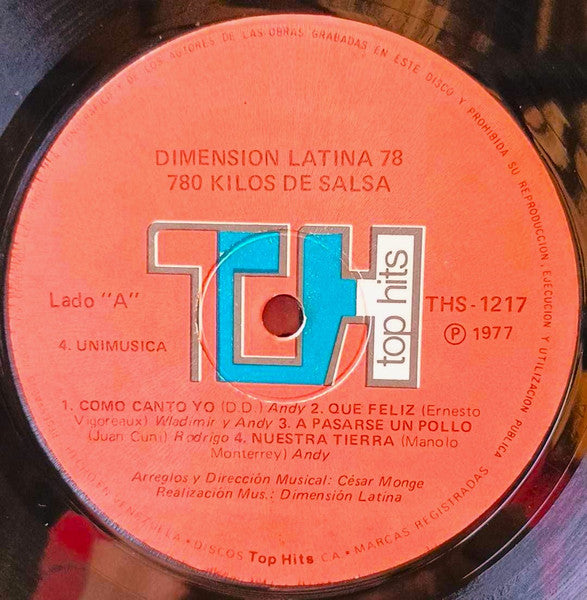 DE LOS AUTORES DE LAS OBRAS GRABADAS EN ESTE DISCO Y PROHIBIDA SU REPRODUCCION, EJECUCION Y UTILIZACION PUBLICA
DIMENSION LATINA 78
780 KILOS DE SALSA
TH
top hits
Lado "A"
THS-1217
Ⓟ 1977
4. UNIMUSICA
1. COMO CANTO YO (D.D.) Andy 2. QUE FELIZ (Ernesto
Vigoreaux) Wladimir y Andy 3. A PASARSE UN POLLO
(Juan Cuni) Rodrigo 4. NUESTRA TIERRA (Manolo
Monterrey) Andy
Arreglos y Dirección Musical: César Monge
Realización Mus.: Dimensión Latina
HECHO EN VENEZUELA - DISCOS Top Hits C.A. - MARCAS REGISTRADAS